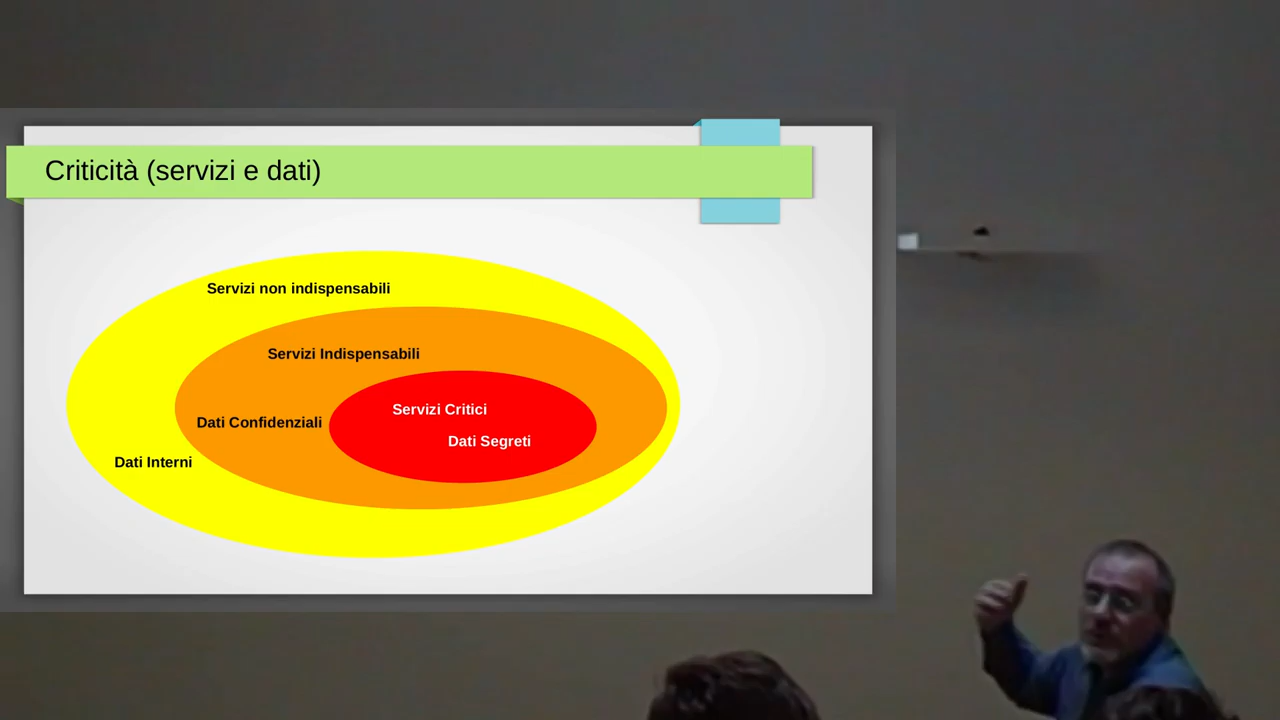 Criticità (servizi e dati)
Servizi non indispensabili
Servizi Indispensabili
Servizi Critici
Dati Confidenziali
Dati Segreti
Dati Interni